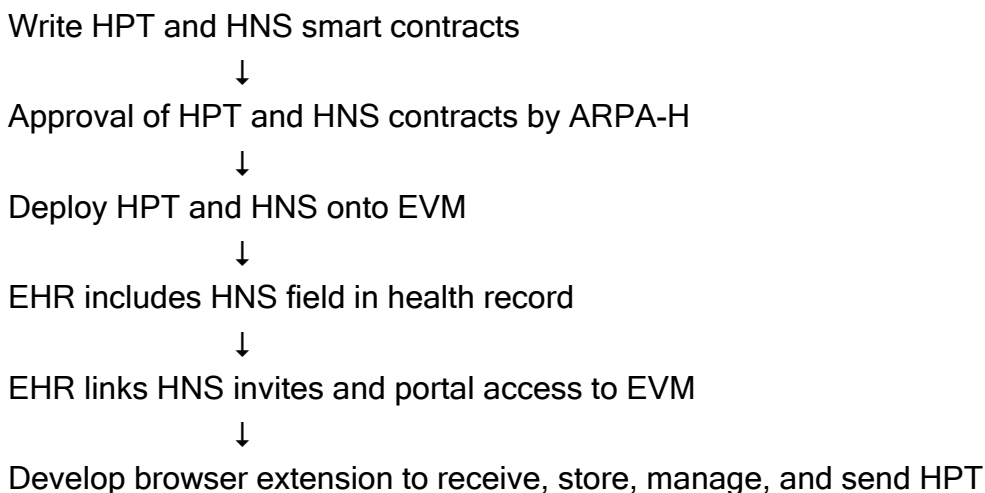 Write HPT and HNS smart contracts
↓
Approval of HPT and HNS contracts by ARPA-H
↓
Deploy HPT and HNS onto EVM
↓
EHR includes HNS field in health record
↓
EHR links HNS invites and portal access to EVM
↓
Develop browser extension to receive, store, manage, and send HPT